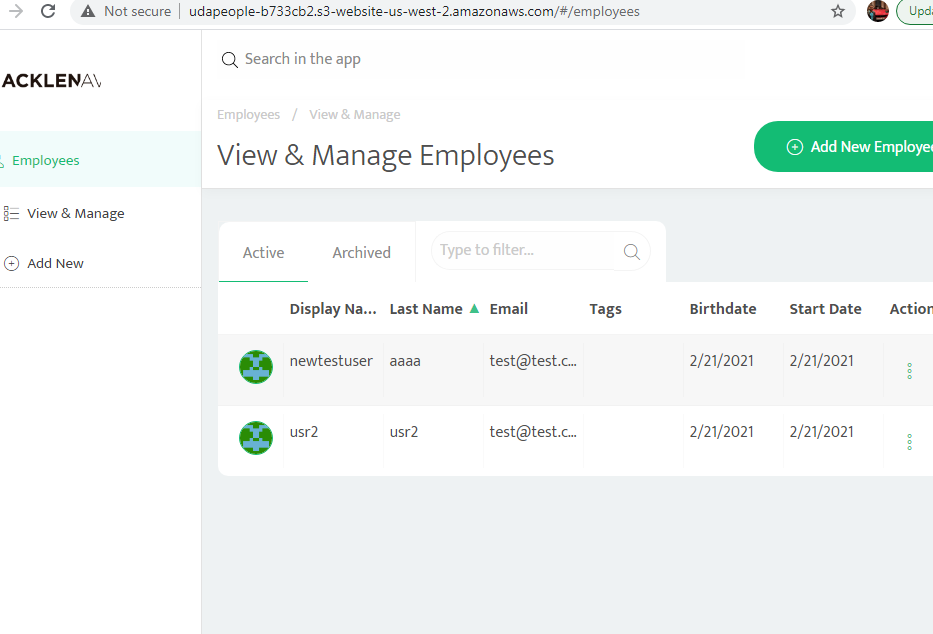 Not secure | udapeople-b733cb2.s3-website-us-west-2.amazonaws.com/#/employees
Search in the app
ACKLENAV
Employees / View & Manage
View & Manage Employees
Add New Employee
Employees
View & Manage
Add New
Active Archived Type to filter...
Display Na... Last Name ▲ Email Tags Birthdate Start Date Action
newtestuser aaaa test@test.c... 2/21/2021 2/21/2021
usr2 usr2 test@test.c... 2/21/2021 2/21/2021